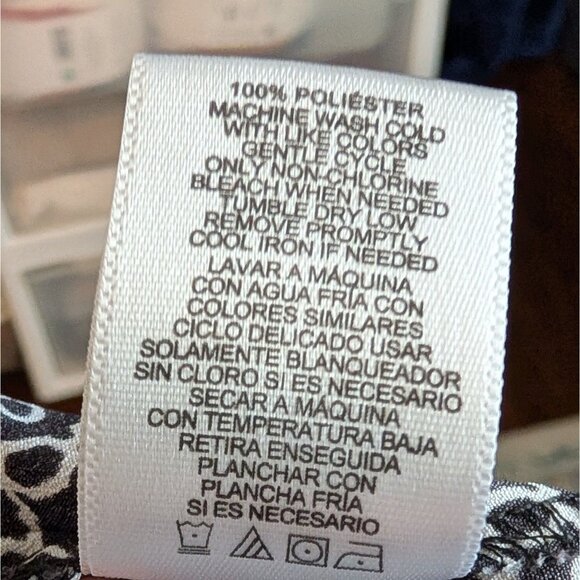 100% POLIÉSTER
MACHINE WASH COLD
WITH LIKE COLORS
GENTLE CYCLE
ONLY NON-CHLORINE
BLEACH WHEN NEEDED
TUMBLE DRY LOW
REMOVE PROMPTLY
COOL IRON IF NEEDED
LAVAR A MÁQUINA
CON AGUA FRÍA CON
COLORES SIMILARES
CICLO DELICADO USAR
SOLAMENTE BLANQUEADOR
SIN CLORO SI ES NECESARIO
SECAR A MÁQUINA
CON TEMPERATURA BAJA
RETIRA ENSEGUIDA
PLANCHAR CON
PLANCHA FRÍA
SI ES NECESARIO